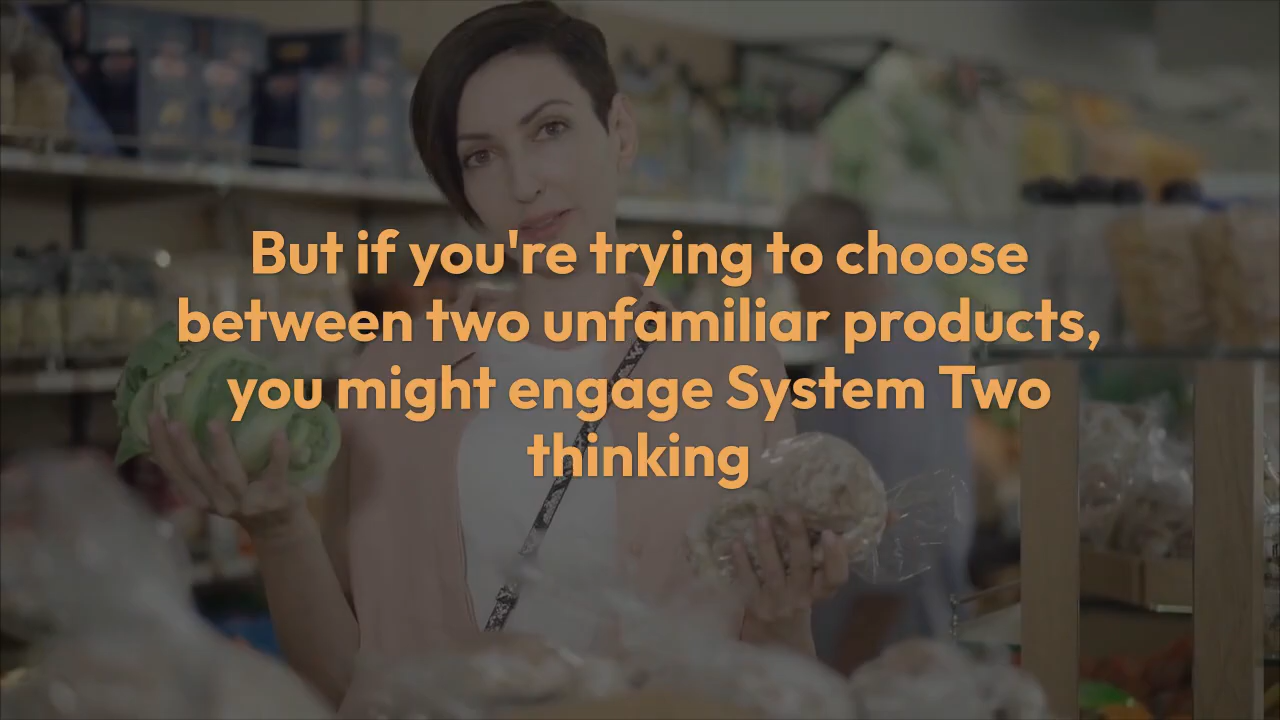 But if you're trying to choose
between two unfamiliar products,
you might engage System Two
thinking